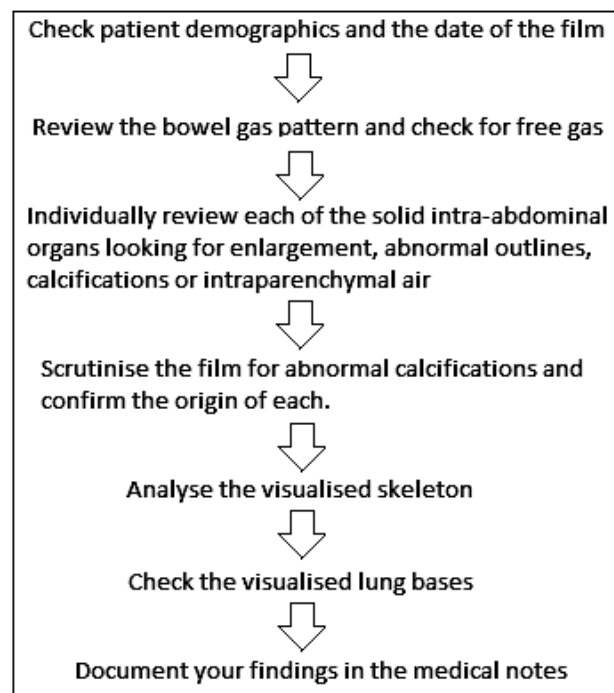 Check patient demographics and the date of the film
Review the bowel gas pattern and check for free gas
Individually review each of the solid intra-abdominal
organs looking for enlargement, abnormal outlines,
calcifications or intraparenchymal air
Scrutinise the film for abnormal calcifications and
confirm the origin of each.
Analyse the visualised skeleton
Check the visualised lung bases
Document your findings in the medical notes